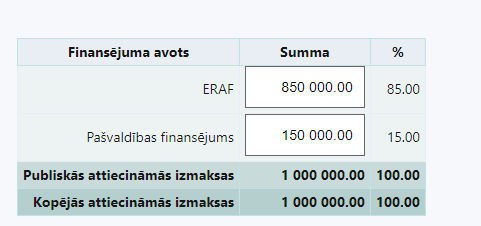 Finansējuma avots Summa %
ERAF 850 000.00 85.00
Pašvaldības finansējums 150 000.00 15.00
Publiskās attiecināmās izmaksas 1 000 000.00 100.00
Kopējās attiecināmās izmaksas 1 000 000.00 100.00